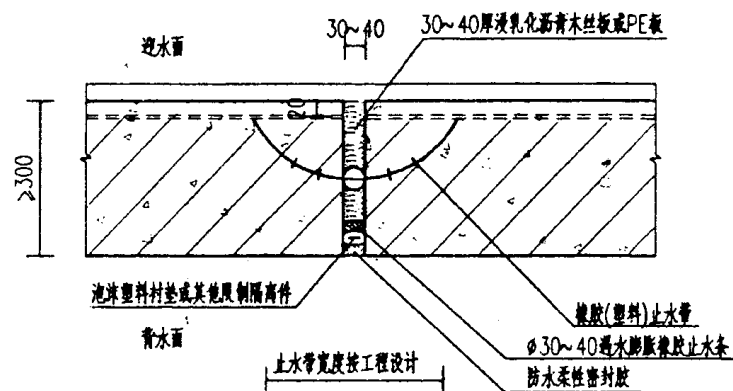 30~40
30~40厚浸乳化沥青木丝板或PE板
迎水面
20
≥300
泡沫塑料衬垫或其他限制隔离件
橡胶(塑料)止水带
背水面
ø30~40遇水膨胀橡胶止水条
止水带宽度按工程设计
防水柔性密封胶